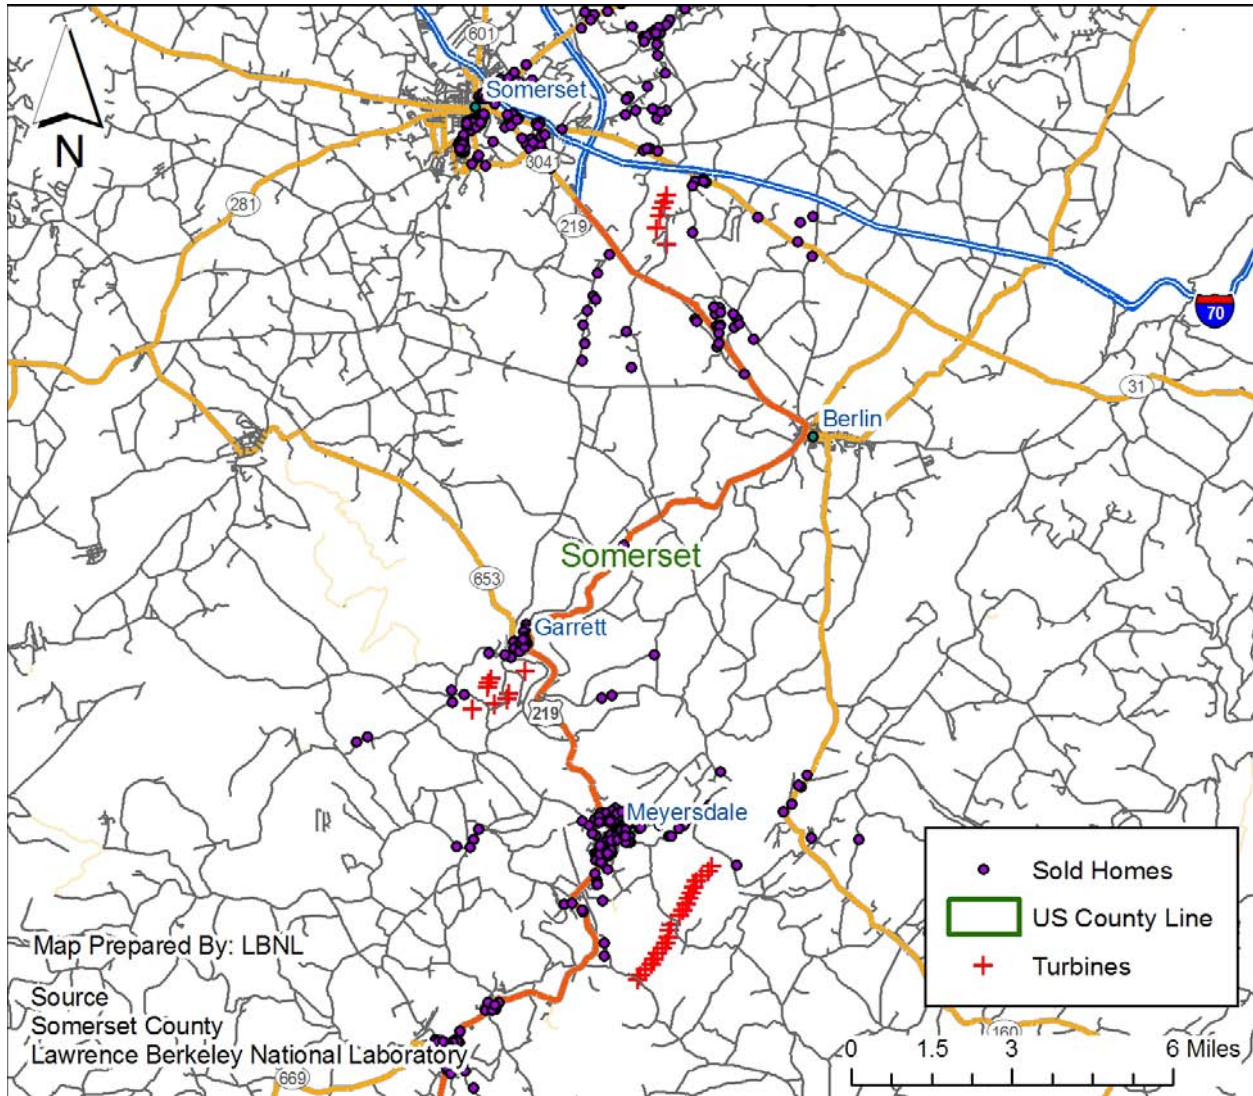 601
Somerset
N
3041
281
219
70
31
Berlin
Somerset
653
Garrett
219
Meyersdale
Sold Homes
US County Line
Turbines
Map Prepared By: LBNL
Source
Somerset County
Lawrence Berkeley National Laboratory
160
0 1.5 3 6 Miles
669